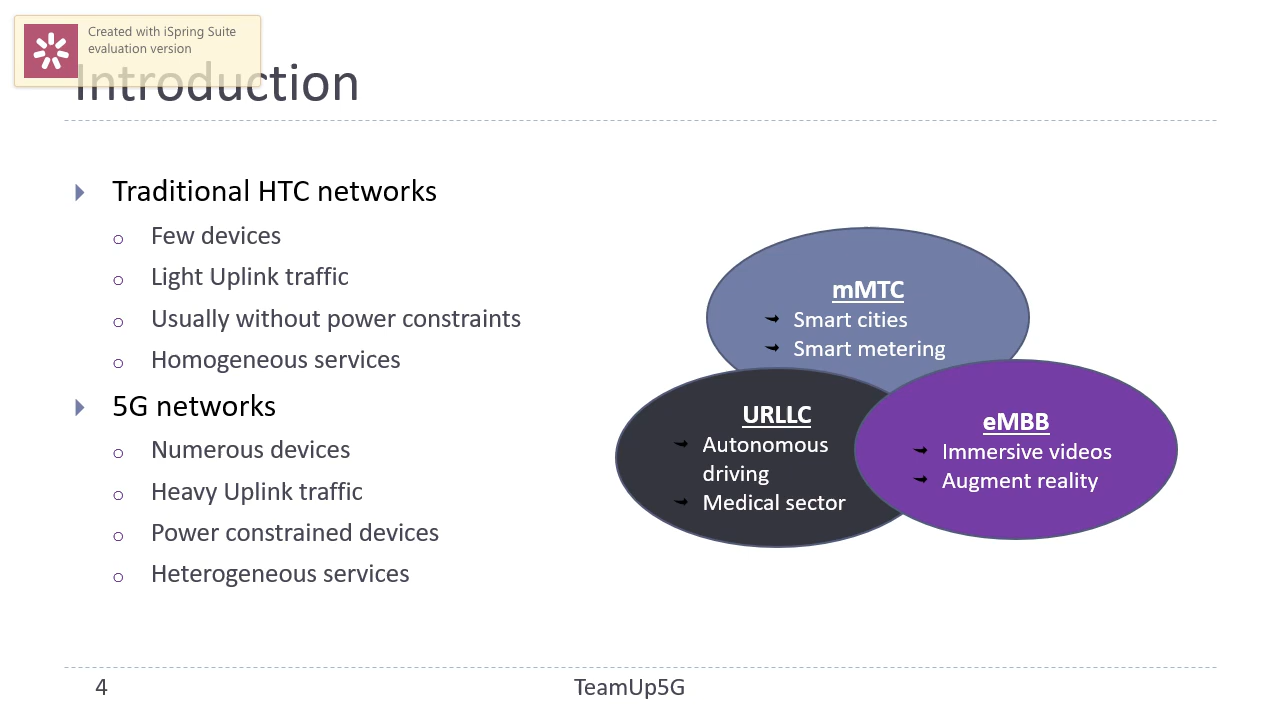 Created with iSpring Suite
evaluation version
Introduction
Traditional HTC networks
Few devices
Light Uplink traffic
Usually without power constraints
Homogeneous services
5G networks
Numerous devices
Heavy Uplink traffic
Power constrained devices
Heterogeneous services
mMTC
Smart cities
Smart metering
URLLC
Autonomous
driving
Medical sector
eMBB
Immersive videos
Augment reality
4
TeamUp5G